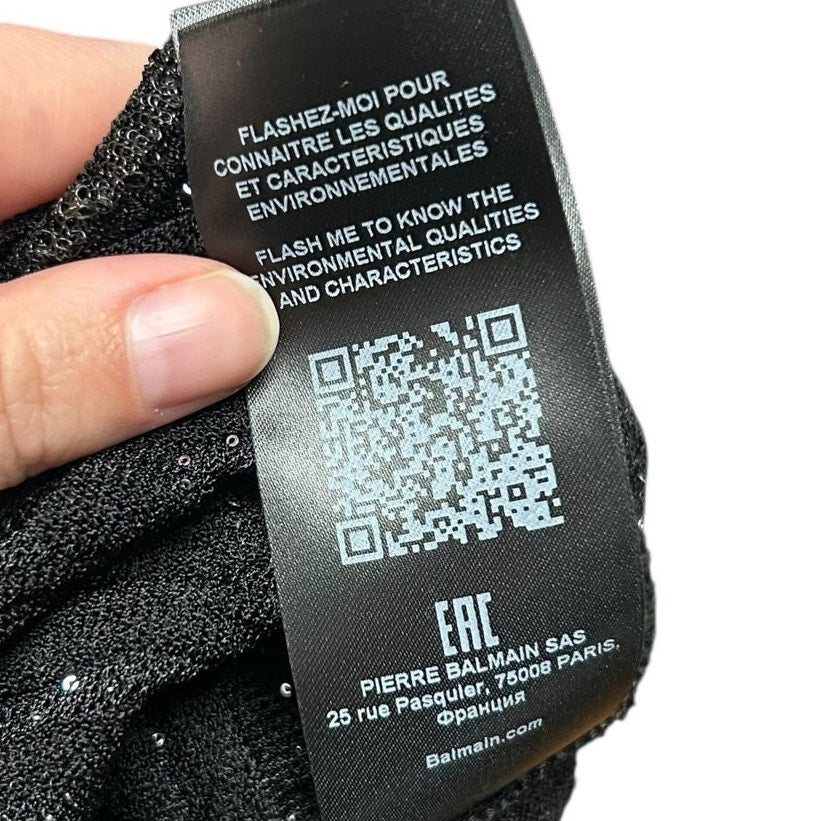 FLASHEZ-MOI POUR
CONNAITRE LES QUALITES
ET CARACTERISTIQUES
ENVIRONNEMENTALES
FLASH ME TO KNOW THE
ENVIRONMENTAL QUALITIES
AND CHARACTERISTICS
EAC
PIERRE BALMAIN SAS
25 rue Pasquier, 75008 PARIS,
Франция
Balmain.com